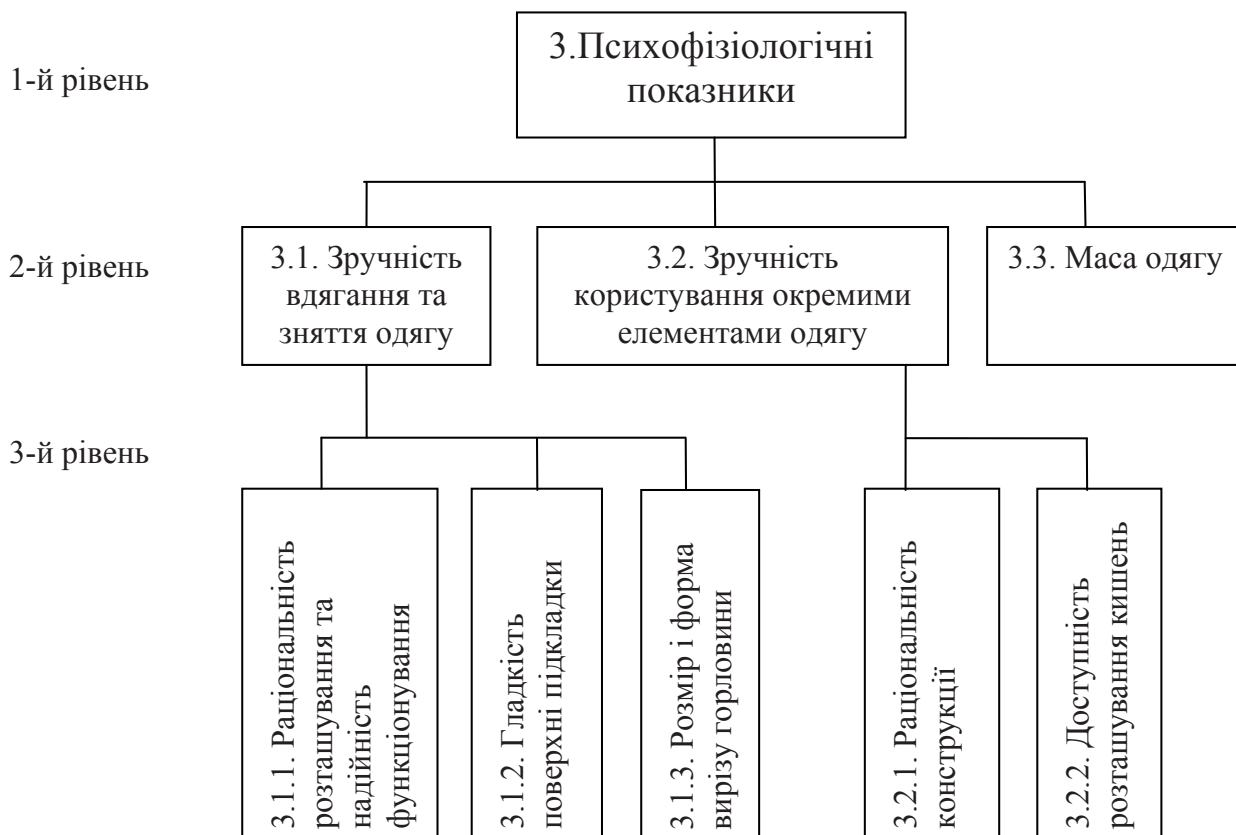 1-й рівень
3.Психофізіологічні
показники
2-й рівень
3.1. Зручність
вдягання та
зняття одягу
3.2. Зручність
користування окремими
елементами одягу
3.3. Маса одягу
3-й рівень
3.1.1. Раціональність
розташування та
надійність
функціонування
3.1.2. Гладкість
поверхні підкладки
3.1.3. Розмір і форма
вирізу горловини
3.2.1. Раціональність
конструкції
3.2.2. Доступність
розташування кишень